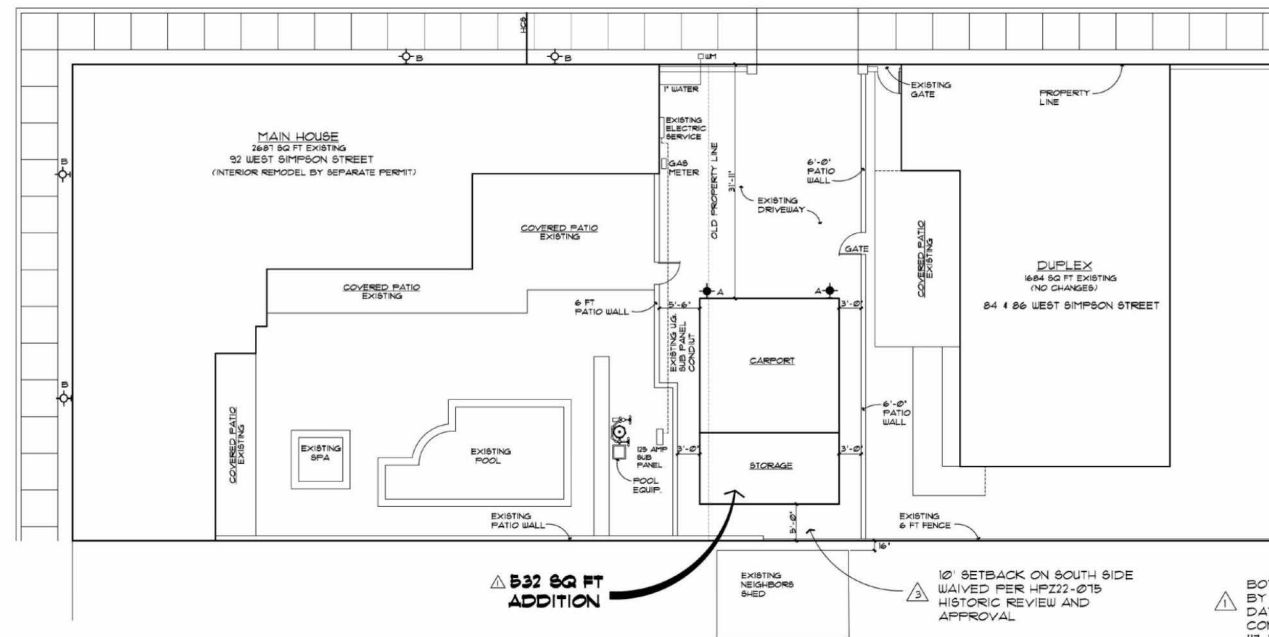 HCS
B
B
WM
1" WATER
EXISTING
ELECTRIC
SERVICE
GAS
METER
OLD PROPERTY LINE
31'-11"
EXISTING
DRIVEWAY
6'-0"
PATIO
WALL
GATE
EXISTING
GATE
PROPERTY
LINE
MAIN HOUSE
2687 SQ FT EXISTING
92 WEST SIMPSON STREET
(INTERIOR REMODEL BY SEPARATE PERMIT)
B
B
COVERED PATIO
EXISTING
COVERED PATIO
EXISTING
COVERED PATIO
EXISTING
6 FT
PATIO WALL
EXISTING U.G.
SUB PANEL
CONDIUT
5'-6"
A
A
3'-0"
CARPORT
STORAGE
3'-0"
3'-0"
5'-0"
COVERED PATIO
EXISTING
DUPLEX
1684 SQ FT EXISTING
(NO CHANGES)
84 & 86 WEST SIMPSON STREET
6'-0"
PATIO
WALL
EXISTING
SPA
EXISTING
POOL
125 AMP
SUB
PANEL
POOL
EQUIP.
EXISTING
PATIO WALL
EXISTING
6 FT FENCE
16"
1 532 SQ FT
ADDITION
EXISTING
NEIGHBORS
SHED
3 10' SETBACK ON SOUTH SIDE
WAIVED PER HPZ22-075
HISTORIC REVIEW AND
APPROVAL
1
BY